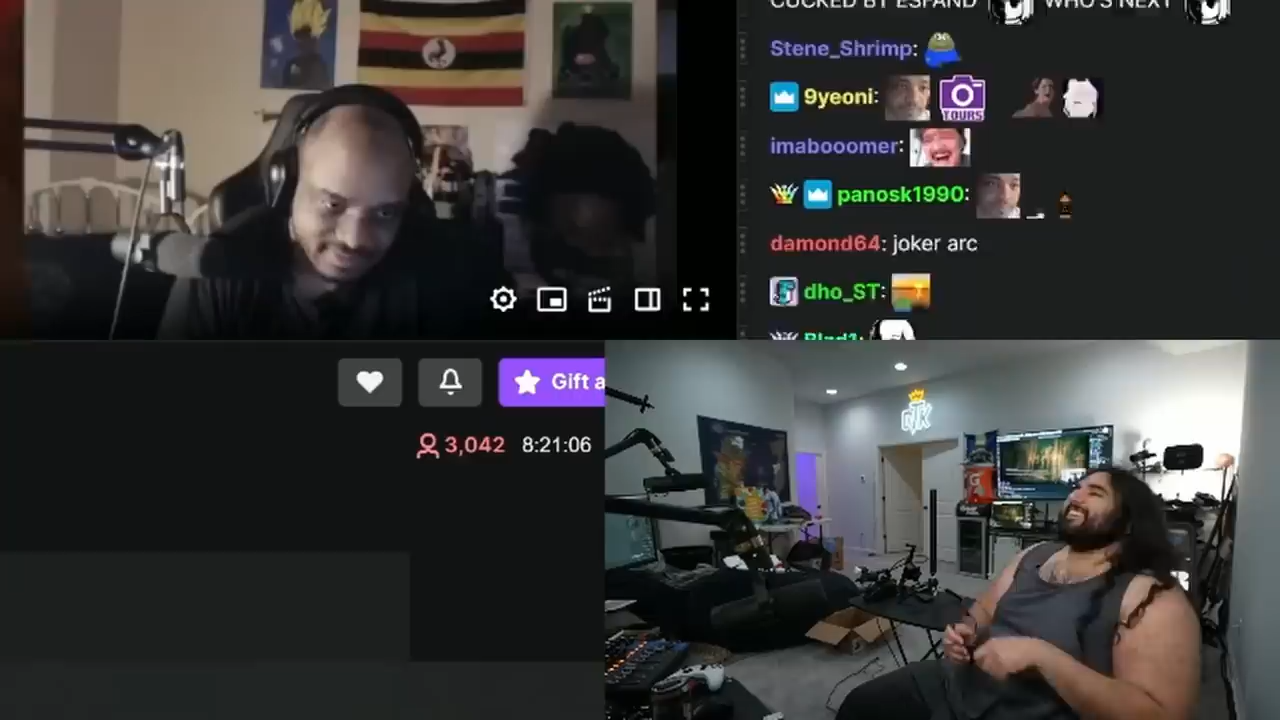 CUCKED BY ESFAND WHO'S NEXT
Stene_Shrimp:
9yeoni:
TOURS
imabooomer:
panosk1990:
damond64: joker arc
dho_ST:
Gift a
3,042 8:21:06